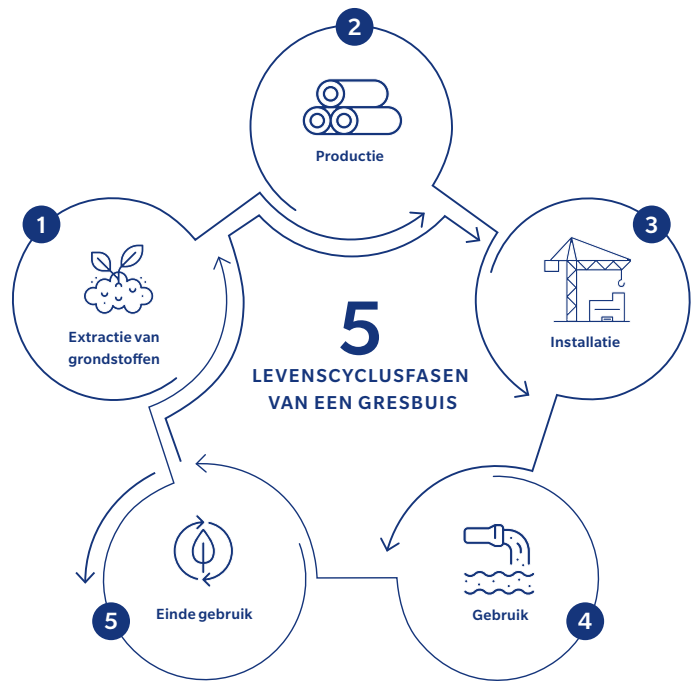 2
Productie
1
Extractie van
grondstoffen
3
Installatie
5
LEVENSCYCLUSFASEN
VAN EEN GRESBUIS
5
Einde gebruik
Gebruik
4